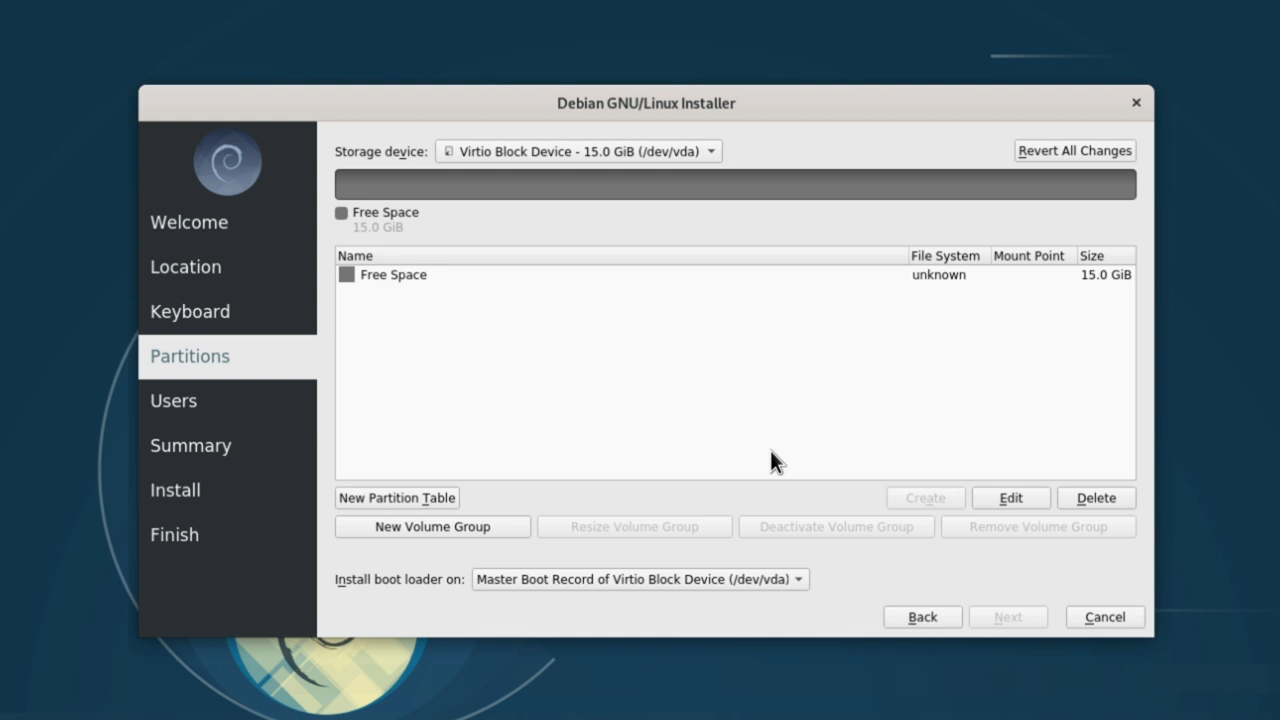 Debian GNU/Linux Installer
Welcome
Location
Keyboard
Partitions
Users
Summary
Install
Finish
Storage device: Virtio Block Device - 15.0 GiB (/dev/vda) Revert All Changes
Free Space
15.0 GiB
Name File System Mount Point Size
Free Space unknown 15.0 GiB
New Partition Table Create Edit Delete
New Volume Group Resize Volume Group Deactivate Volume Group Remove Volume Group
Install boot loader on: Master Boot Record of Virtio Block Device (/dev/vda)
Back Next Cancel